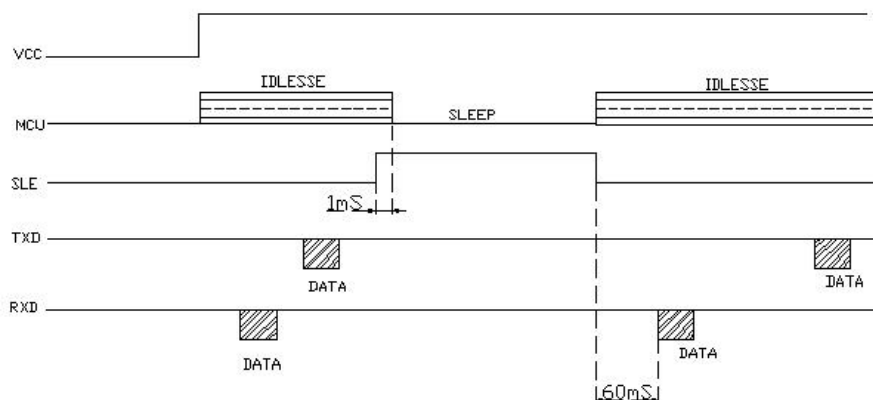 VCC
IDLESSE
IDLESSE
MCU
SLEEP
SLE
1mS
TXD
DATA
DATA
RXD
DATA
DATA
60mS